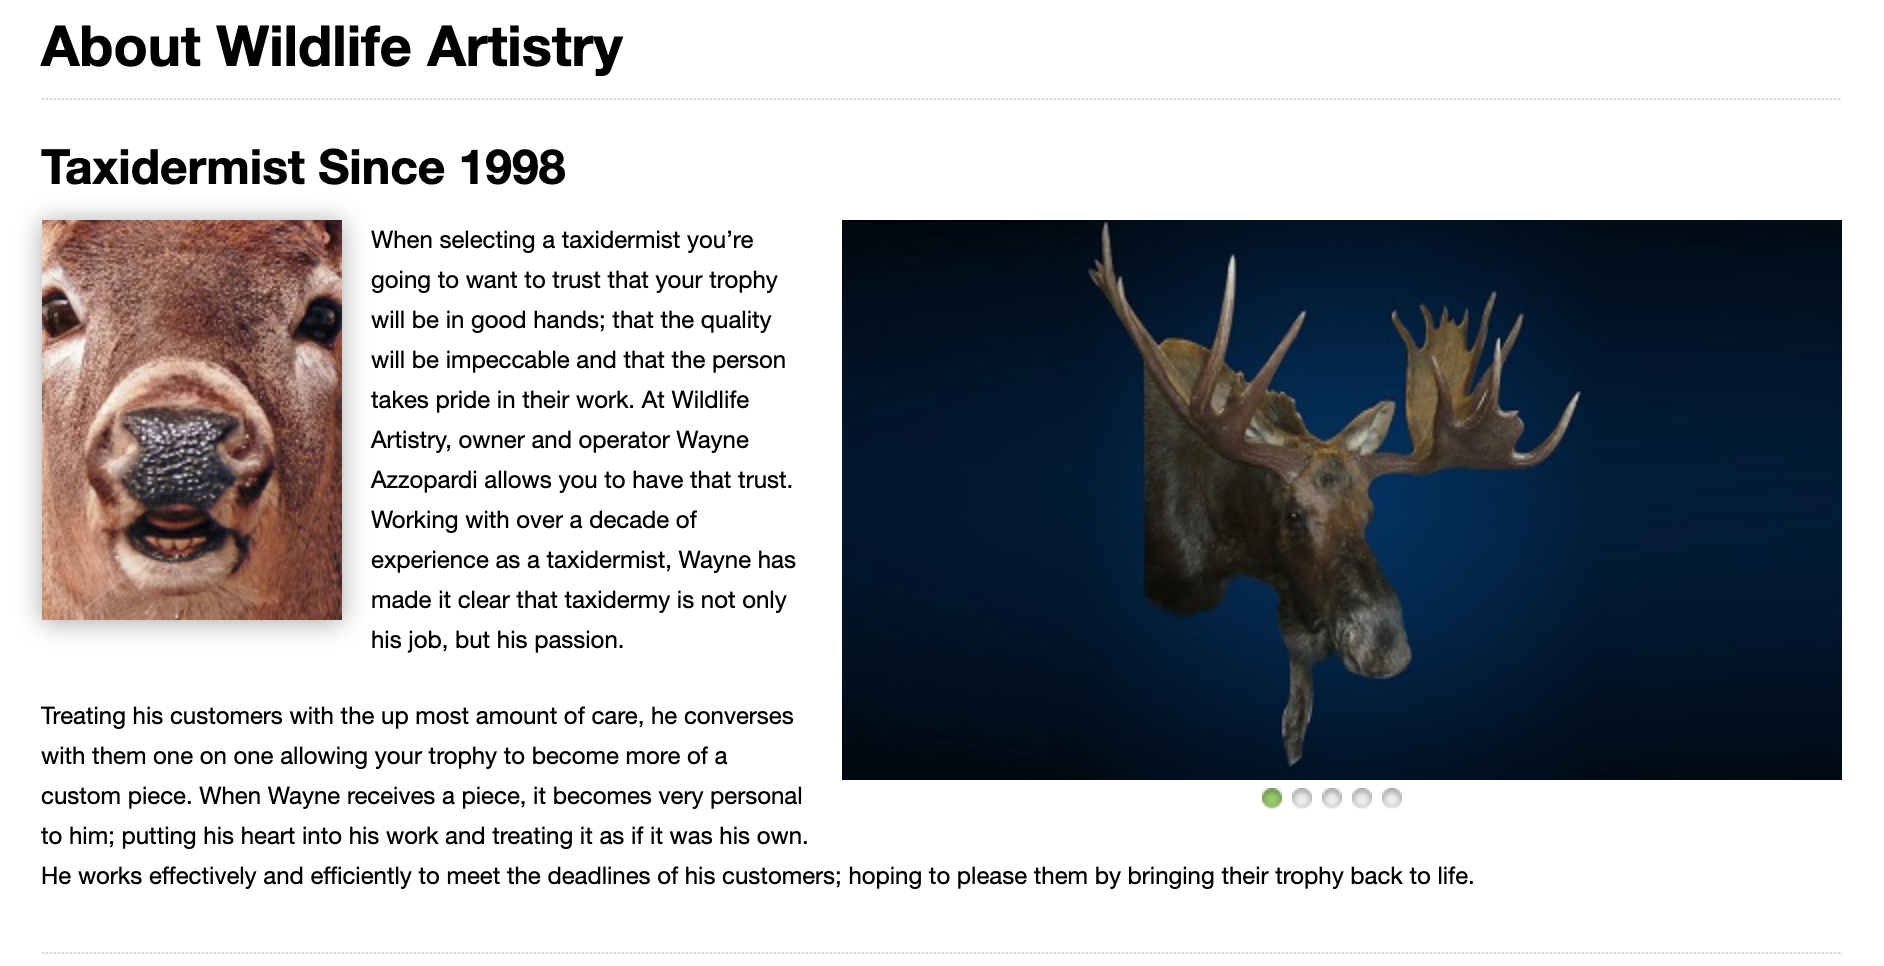 About Wildlife Artistry
Taxidermist Since 1998
When selecting a taxidermist you’re
going to want to trust that your trophy
will be in good hands; that the quality
will be impeccable and that the person
takes pride in their work. At Wildlife
Artistry, owner and operator Wayne
Azzopardi allows you to have that trust.
Working with over a decade of
experience as a taxidermist, Wayne has
made it clear that taxidermy is not only
his job, but his passion.
Treating his customers with the up most amount of care, he converses
with them one on one allowing your trophy to become more of a
custom piece. When Wayne receives a piece, it becomes very personal
to him; putting his heart into his work and treating it as if it was his own.
He works effectively and efficiently to meet the deadlines of his customers; hoping to please them by bringing their trophy back to life.